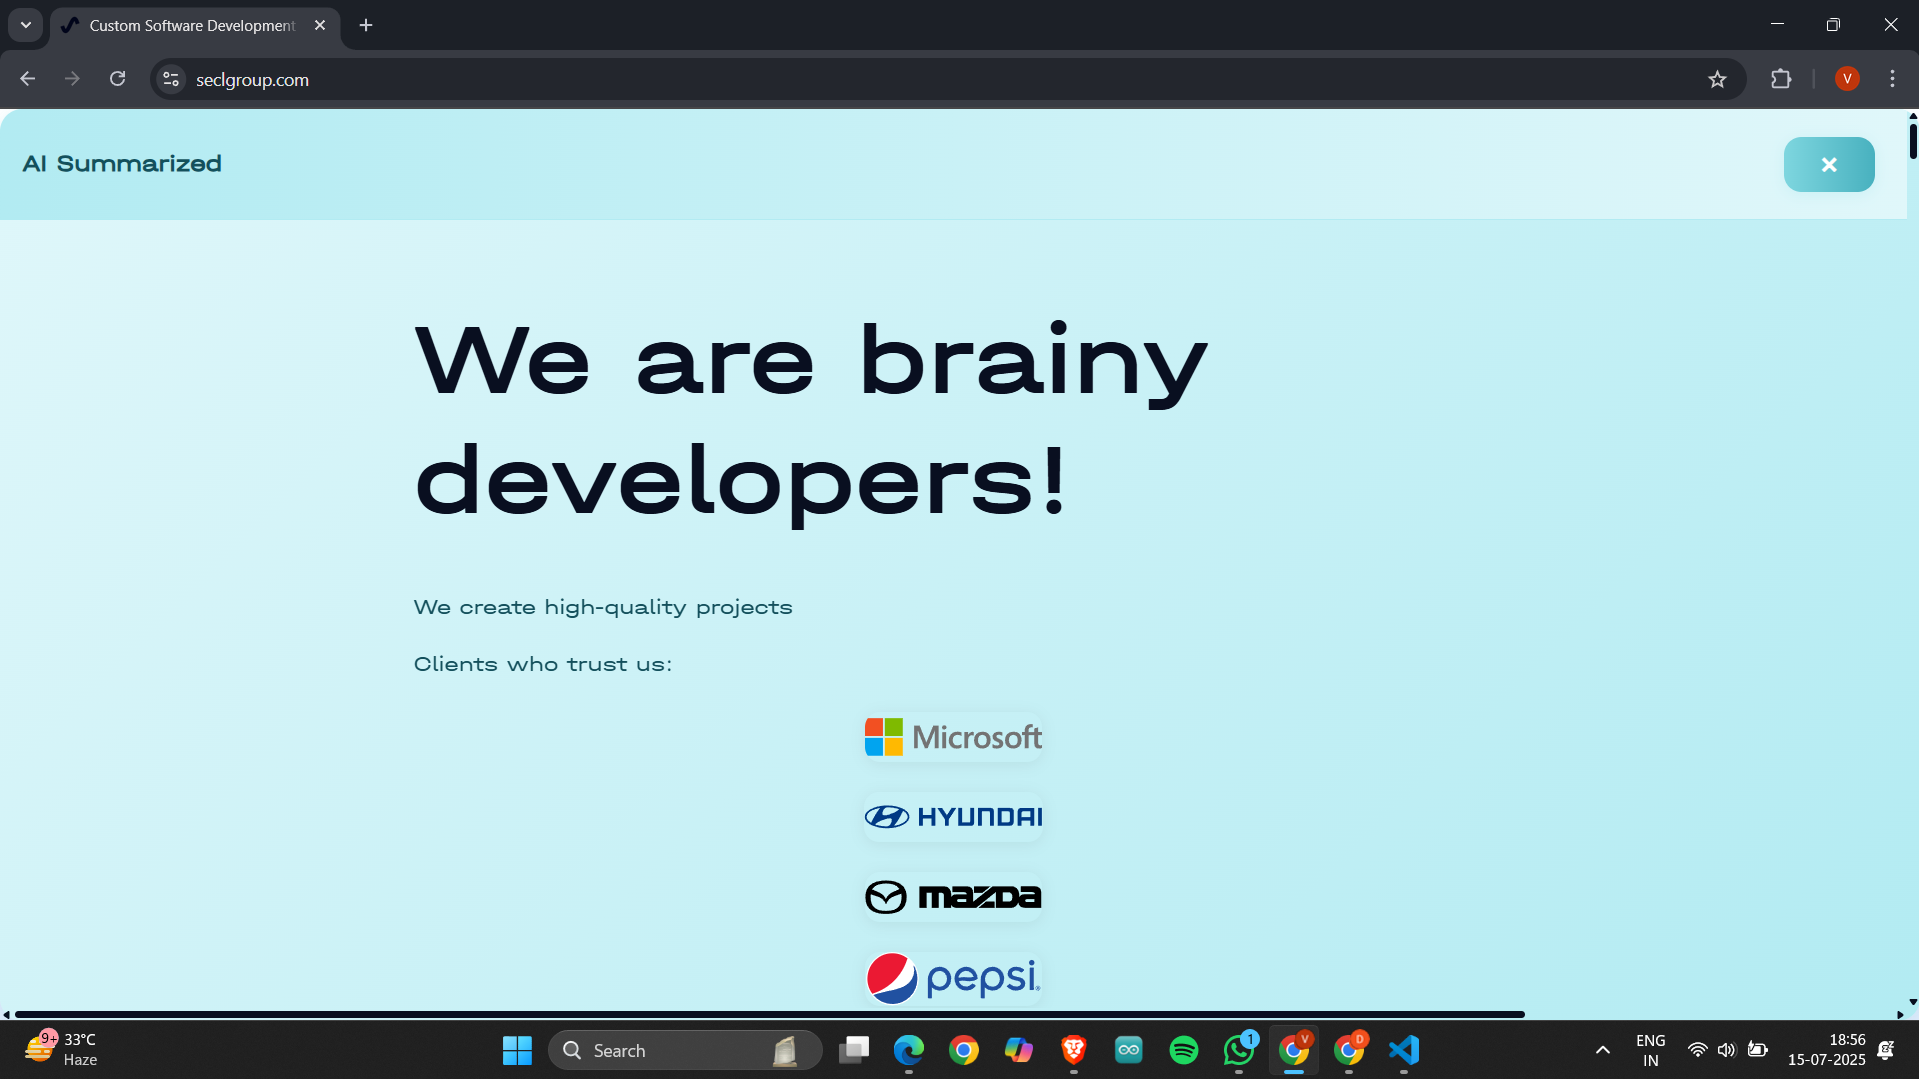 Custom Software Development
seclgroup.com
V
AI Summarized
We are brainy
developers!
We create high-quality projects
Clients who trust us:
Microsoft
HYUNDAI
mazda
pepsi
9+
33°C
Haze
Search
1
V
D
ENG
IN
18:56
15-07-2025